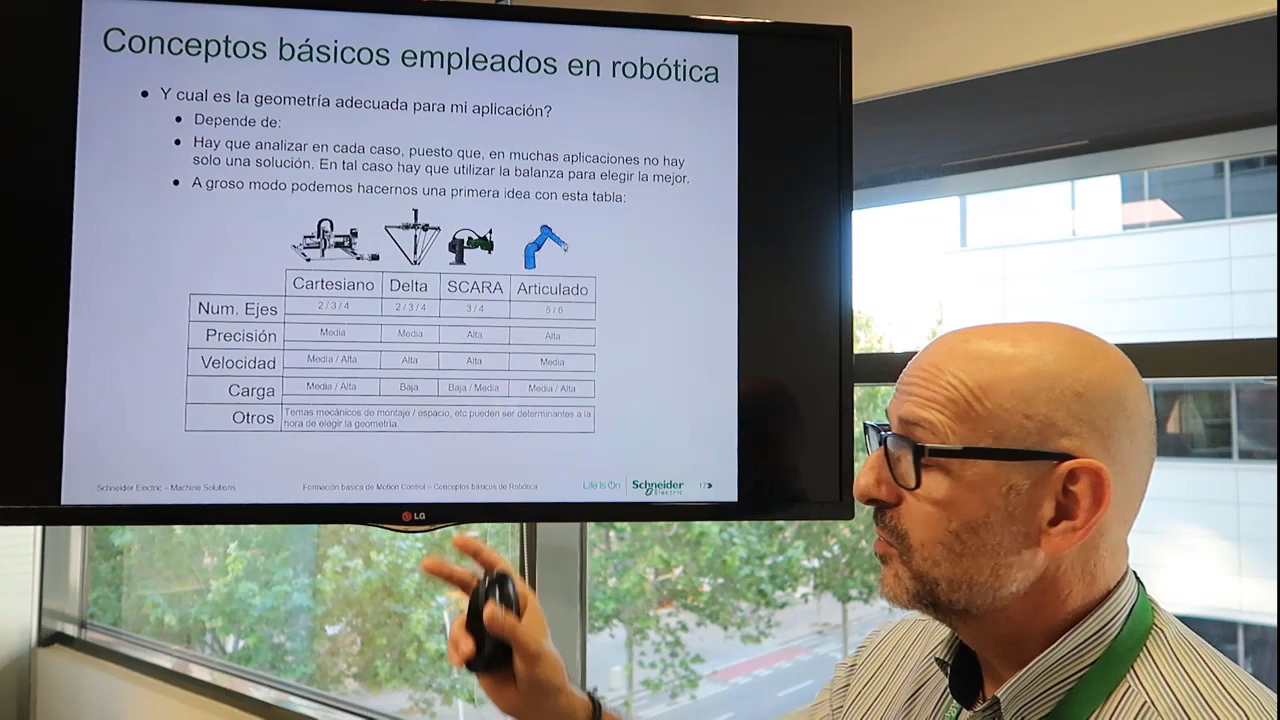 Conceptos básicos empleados en robótica
• Y cual es la geometría adecuada para mi aplicación?
• Depende de:
• Hay que analizar en cada caso, puesto que, en muchas aplicaciones no hay
solo una solución. En tal caso hay que utilizar la balanza para elegir la mejor.
• A groso modo podemos hacernos una primera idea con esta tabla:
Cartesiano Delta SCARA Articulado
Num. Ejes 2/3/4 2/3/4 3/4 5/6
Precisión Media Media Alta Alta
Velocidad Media / Alta Alta Alta Media
Carga Media / Alta Baja Baja / Media Media / Alta
Otros Temas mecánicos de montaje / espacio, etc pueden ser determinantes a la
hora de elegir la geometría.
Schneider Electric – Machine Solutions Formación básica de Motion Control – Conceptos básicos de Robótica Life Is On Schneider Electric 17
LG